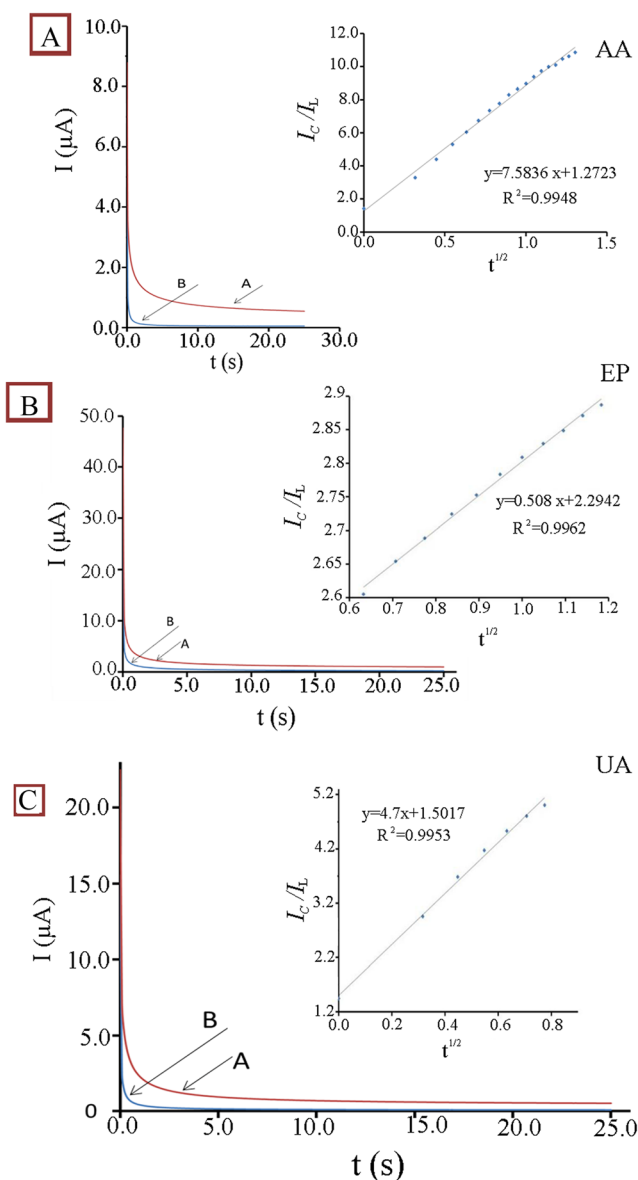 A
I (μA)
10.0
8.0
6.0
4.0
2.0
0.0
B
A
0.0
10.0
20.0
30.0
t (s)
AA
I_C /I_L
12.0
10.0
8.0
6.0
4.0
2.0
0.0
y=7.5836 x+1.2723
R²=0.9948
0.0
0.5
1.0
1.5
t^1/2
B
I (μA)
50.0
40.0
30.0
20.0
10.0
0.0
B
A
0.0
5.0
10.0
15.0
20.0
25.0
t (s)
EP
I_C /I_L
2.9
2.85
2.8
2.75
2.7
2.65
2.6
y=0.508 x+2.2942
R²=0.9962
0.6
0.7
0.8
0.9
1.0
1.1
1.2
t^1/2
C
I (μA)
20.0
15.0
10.0
5.0
0
B
A
0.0
5.0
10.0
15.0
20.0
25.0
t (s)
UA
I_C /I_L
5.2
4.2
3.2
2.2
1.2
y=4.7x+1.5017
R²=0.9953
0.0
0.2
0.4
0.6
0.8
t^1/2